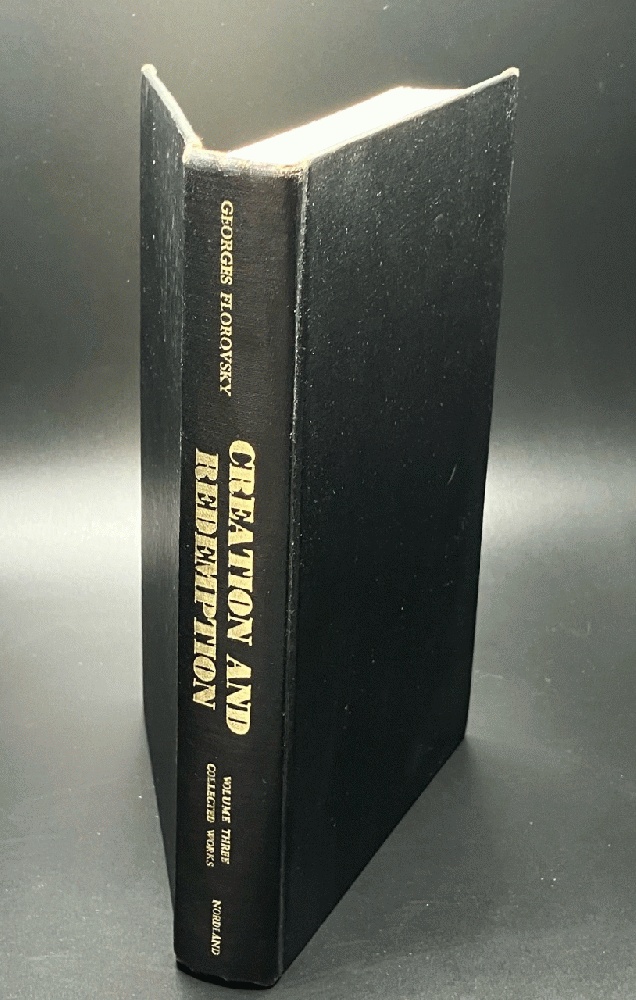 GEORGES FLOROVSKY
CREATION AND
REDEMPTION
VOLUME THREE
COLLECTED WORKS
NORDLAND